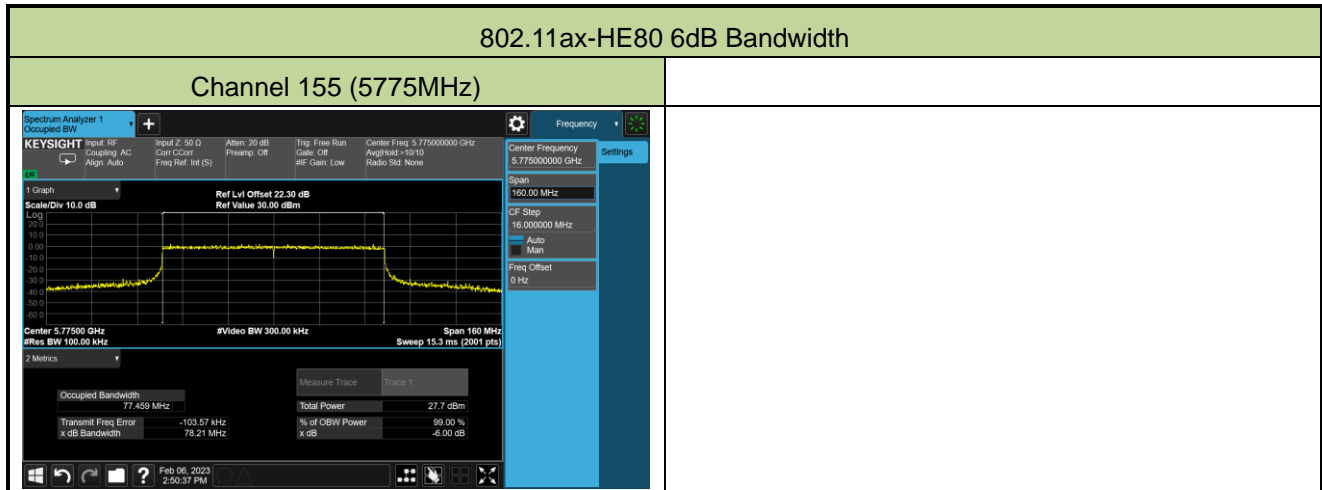 802.11ax-HE80 6dB Bandwidth
Channel 155 (5775MHz)
Spectrum Analyzer 1
Occupied BW
+
Frequency
KEYSIGHT
Input: RF
Coupling: AC
Align: Auto
Input Z: 50 Ω
Corr CCorr
Freq Ref: Int (S)
Atten: 20 dB
Preamp: Off
Trig: Free Run
Gate: Off
#IF Gain: Low
Center Freq: 5.775000000 GHz
Avg|Hold:>10/10
Radio Std: None
1 Graph
Scale/Div 10.0 dB
Ref Lvl Offset 22.30 dB
Ref Value 30.00 dBm
Log
20.0
10.0
0.00
-10.0
-20.0
-30.0
-40.0
-50.0
-60.0
Center 5.77500 GHz
#Res BW 100.00 kHz
#Video BW 300.00 kHz
Span 160 MHz
Sweep 15.3 ms (2001 pts)
2 Metrics
Measure Trace Trace 1
Occupied Bandwidth
77.459 MHz
Total Power 27.7 dBm
Transmit Freq Error -103.57 kHz
% of OBW Power 99.00 %
x dB Bandwidth 78.21 MHz
x dB -6.00 dB
Center Frequency
5.775000000 GHz
Settings
Span
160.00 MHz
CF Step
16.000000 MHz
Auto
Man
Freq Offset
0 Hz
?
Feb 06, 2023
2:50:37 PM